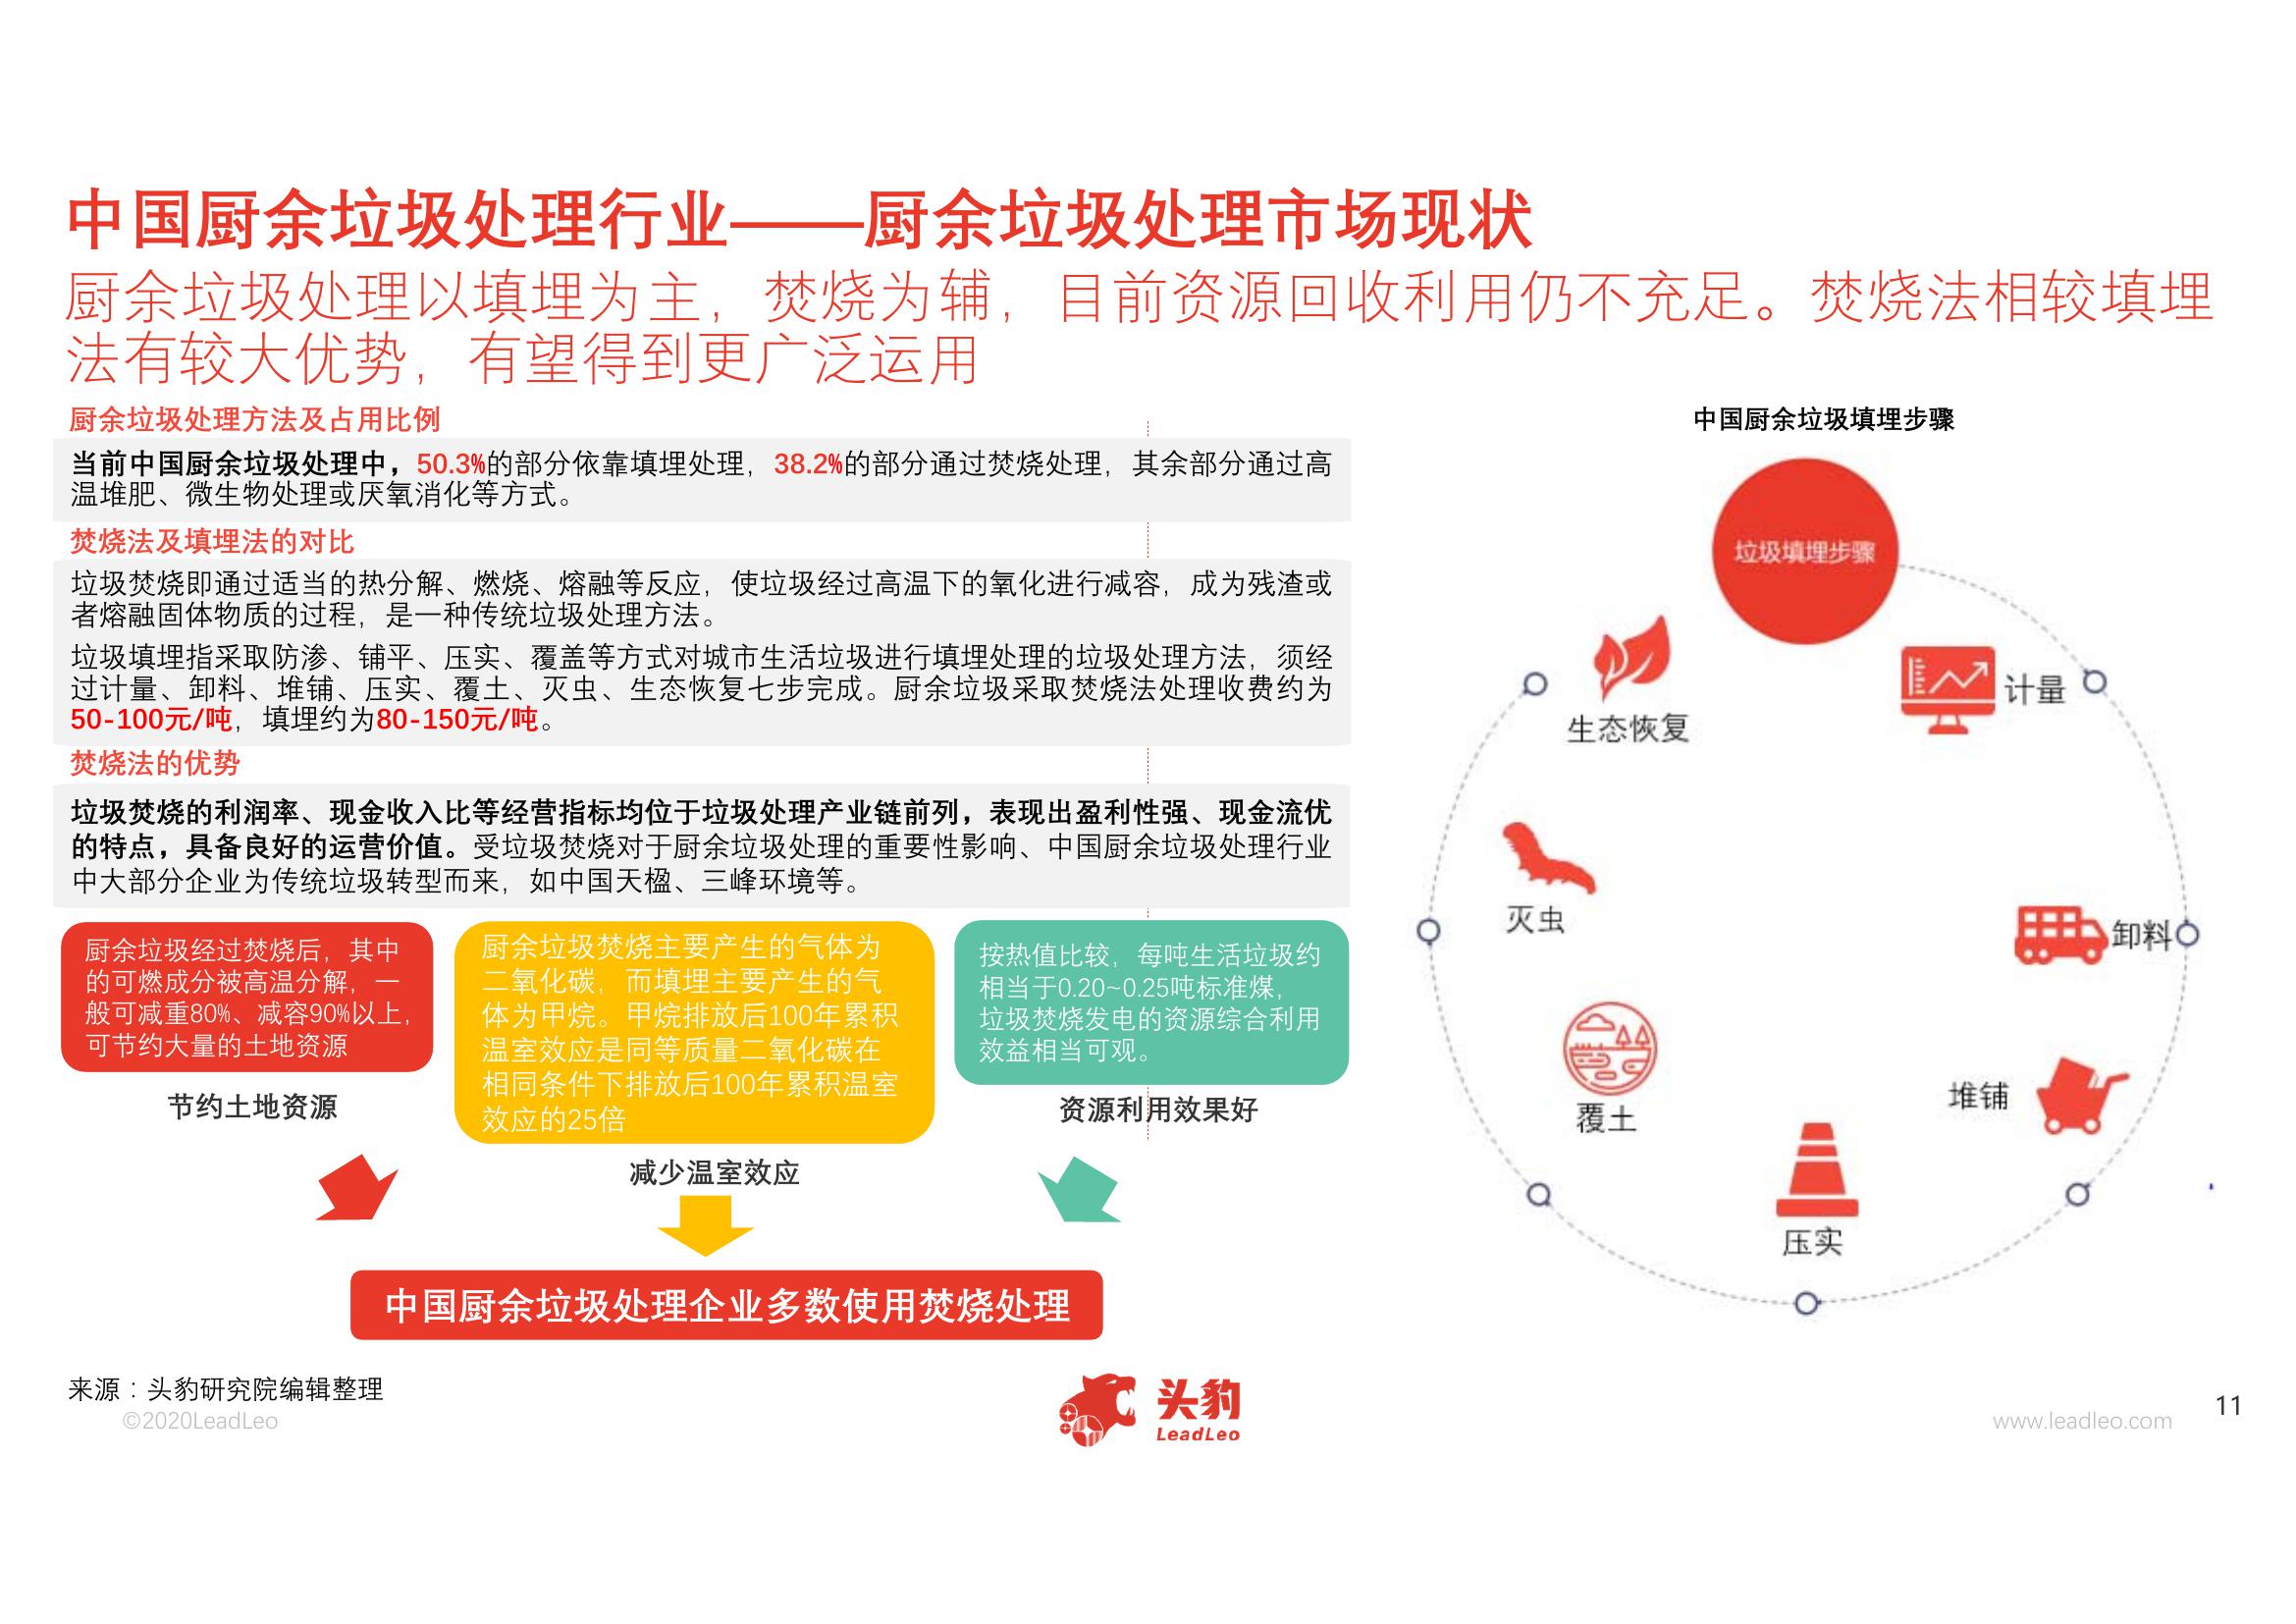 中国厨余垃圾处理行业——厨余垃圾处理市场现状
厨余垃圾处理以填埋为主，焚烧为辅，目前资源回收利用仍不充足。焚烧法相较填埋
法有较大优势，有望得到更广泛运用
厨余垃圾处理方法及占用比例
当前中国厨余垃圾处理中，50.3%的部分依靠填埋处理，38.2%的部分通过焚烧处理，其余部分通过高
温堆肥、微生物处理或厌氧消化等方式。
焚烧法及填埋法的对比
垃圾焚烧即通过适当的热分解、燃烧、熔融等反应，使垃圾经过高温下的氧化进行减容，成为残渣或
者熔融固体物质的过程，是一种传统垃圾处理方法。
垃圾填埋指采取防渗、铺平、压实、覆盖等方式对城市生活垃圾进行填埋处理的垃圾处理方法，须经
过计量、卸料、堆铺、压实、覆土、灭虫、生态恢复七步完成。厨余垃圾采取焚烧法处理收费约为
50-100元/吨，填埋约为80-150元/吨。
焚烧法的优势
垃圾焚烧的利润率、现金收入比等经营指标均位于垃圾处理产业链前列，表现出盈利性强、现金流优
的特点，具备良好的运营价值。受垃圾焚烧对于厨余垃圾处理的重要性影响、中国厨余垃圾处理行业
中大部分企业为传统垃圾转型而来，如中国天楹、三峰环境等。
厨余垃圾经过焚烧后，其中
的可燃成分被高温分解，一
般可减重80%、减容90%以上，
可节约大量的土地资源
节约土地资源
厨余垃圾焚烧主要产生的气体为
二氧化碳，而填埋主要产生的气
体为甲烷。甲烷排放后100年累积
温室效应是同等质量二氧化碳在
相同条件下排放后100年累积温室
效应的25倍
减少温室效应
按热值比较，每吨生活垃圾约
相当于0.20~0.25吨标准煤，
垃圾焚烧发电的资源综合利用
效益相当可观。
资源利用效果好
中国厨余垃圾处理企业多数使用焚烧处理
中国厨余垃圾填埋步骤
垃圾填埋步骤
计量
卸料
堆铺
压实
覆土
灭虫
生态恢复
来源：头豹研究院编辑整理
©2020LeadLeo
头豹
LeadLeo
www.leadleo.com
11